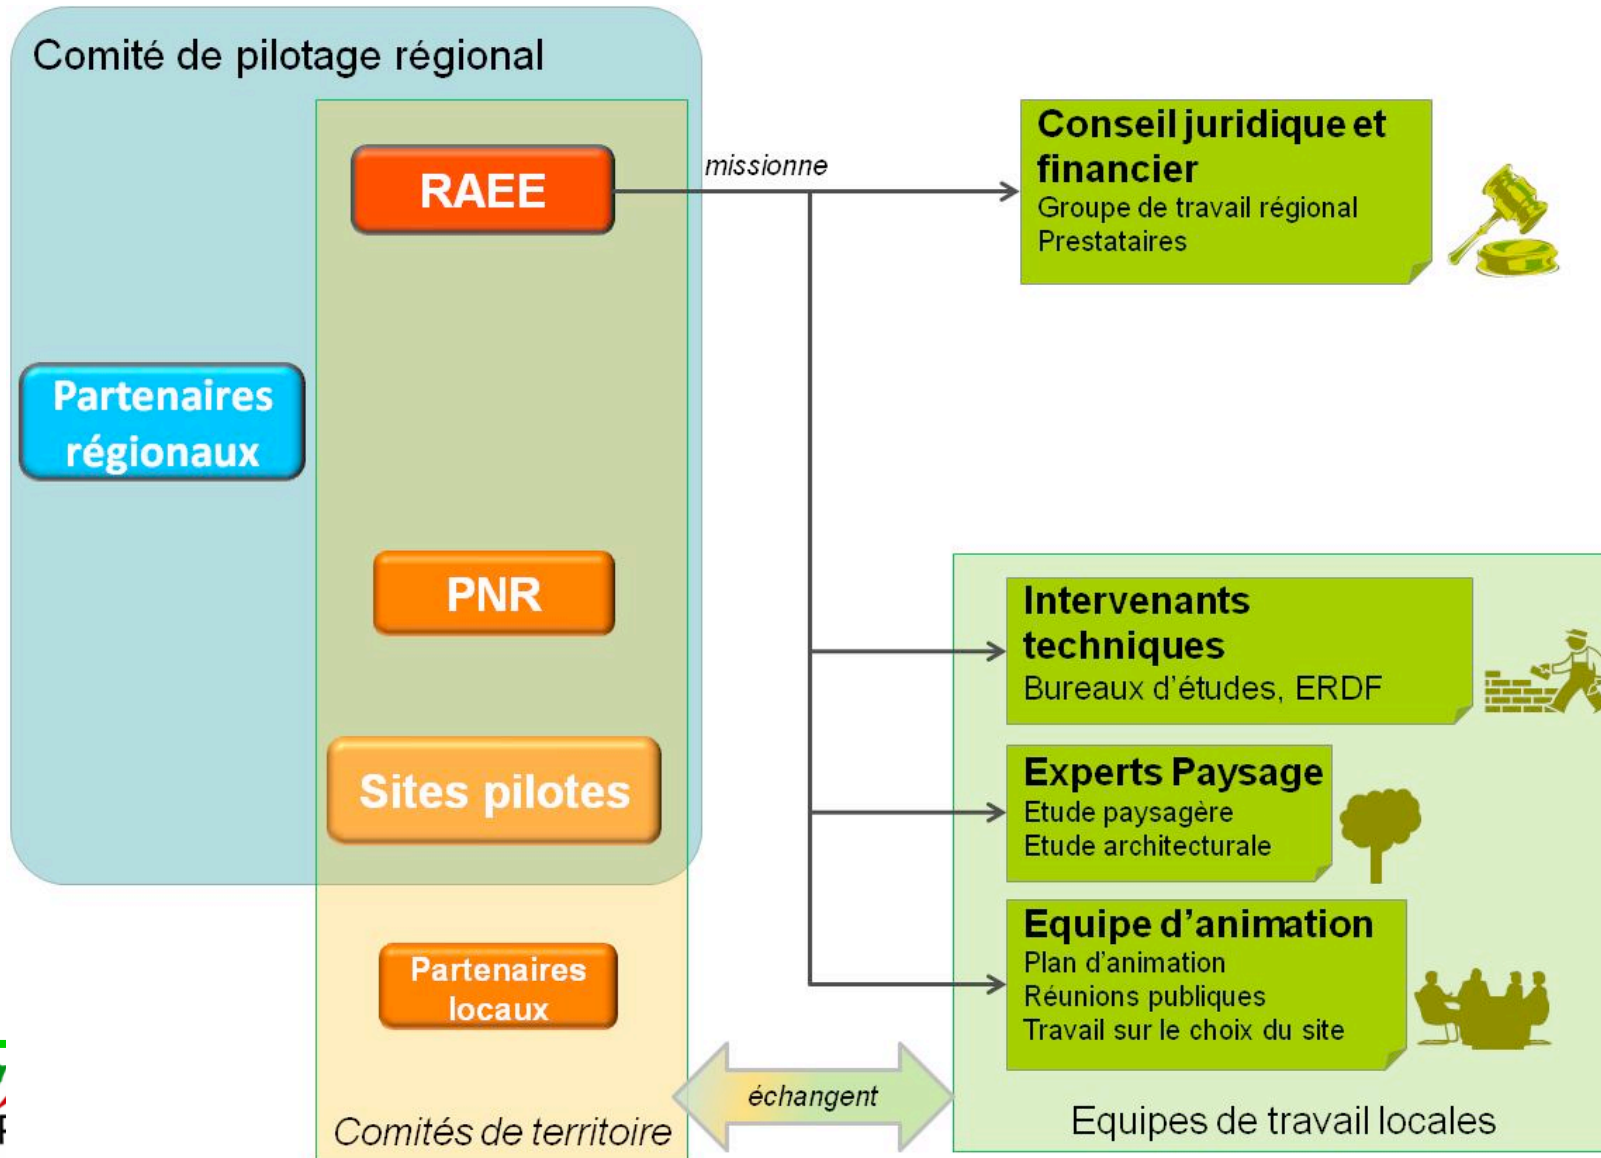 Comité de pilotage régional
RAEE
missionne
Conseil juridique et
financier
Groupe de travail régional
Prestataires
Partenaires
régionaux
PNR
Intervenants
techniques
Bureaux d'études, ERDF
Sites pilotes
Experts Paysage
Etude paysagère
Etude architecturale
Partenaires
locaux
Equipe d'animation
Plan d'animation
Réunions publiques
Travail sur le choix du site
échangent
Comités de territoire
Equipes de travail locales